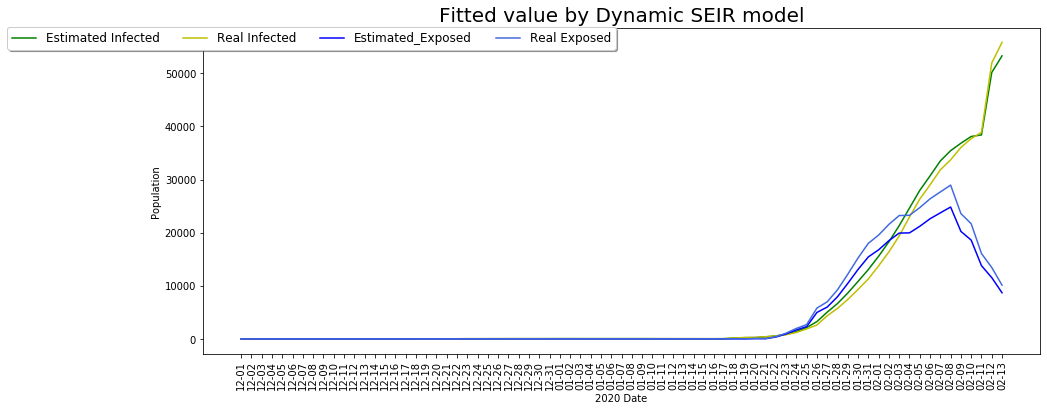 Fitted value by Dynamic SEIR model
Estimated Infected Real Infected Estimated_Exposed Real Exposed
50000
40000
30000
20000
10000
0
Population
12-01 12-02 12-03 12-04 12-05 12-06 12-07 12-08 12-09 12-10 12-11 12-12 12-13 12-14 12-15 12-16 12-17 12-18 12-19 12-20 12-21 12-22 12-23 12-24 12-25 12-26 12-27 12-28 12-29 12-30 12-31 01-01 01-02 01-03 01-04 01-05 01-06 01-07 01-08 01-09 01-10 01-11 01-12 01-13 01-14 01-15 01-16 01-17 01-18 01-19 01-20 01-21 01-22 01-23 01-24 01-25 01-26 01-27 01-28 01-29 01-30 01-31 02-01 02-02 02-03 02-04 02-05 02-06 02-07 02-08 02-09 02-10 02-11 02-12 02-13
2020 Date